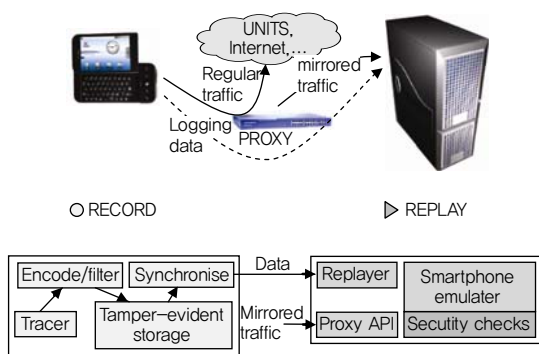 UNITS,
Internet,...
Regular
traffic
mirrored
traffic
Logging
data
PROXY
RECORD
REPLAY
Encode/filter
Synchronise
Tracer
Tamper-evident
storage
Data
Mirrored
traffic
Replayer
Proxy API
Smartphone
emulater
Secutity checks